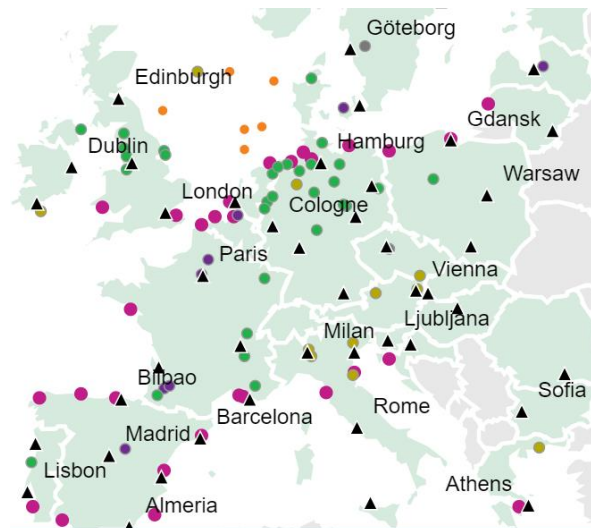 Göteborg
Edinburgh
Gdansk
Dublin
Hamburg
Warsaw
London
Cologne
Paris
Vienna
Ljubljana
Milan
Bilbao
Sofia
Barcelona
Rome
Madrid
Lisbon
Athens
Almeria